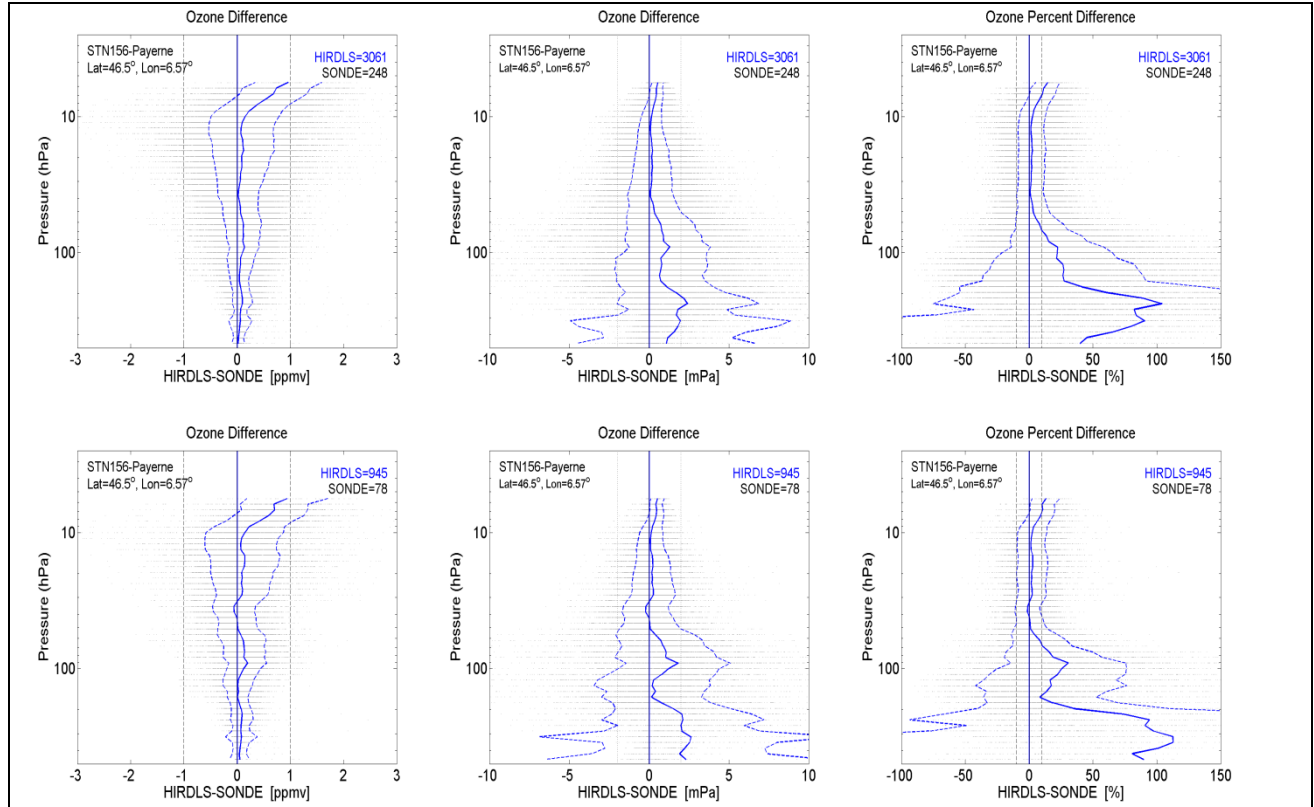 Ozone Difference
STN156-Payerne
Lat=46.5°, Lon=6.57°
HIRDLS=3061
SONDE=248
Pressure (hPa)
10
100
-3 -2 -1 0 1 2 3
HIRDLS-SONDE [ppmv]
Ozone Difference
STN156-Payerne
Lat=46.5°, Lon=6.57°
HIRDLS=3061
SONDE=248
Pressure (hPa)
10
100
-10 -5 0 5 10
HIRDLS-SONDE [mPa]
Ozone Percent Difference
STN156-Payerne
Lat=46.5°, Lon=6.57°
HIRDLS=3061
SONDE=248
Pressure (hPa)
10
100
-100 -50 0 50 100 150
HIRDLS-SONDE [%]
Ozone Difference
STN156-Payerne
Lat=46.5°, Lon=6.57°
HIRDLS=945
SONDE=78
Pressure (hPa)
10
100
-3 -2 -1 0 1 2 3
HIRDLS-SONDE [ppmv]
Ozone Difference
STN156-Payerne
Lat=46.5°, Lon=6.57°
HIRDLS=945
SONDE=78
Pressure (hPa)
10
100
-10 -5 0 5 10
HIRDLS-SONDE [mPa]
Ozone Percent Difference
STN156-Payerne
Lat=46.5°, Lon=6.57°
HIRDLS=945
SONDE=78
Pressure (hPa)
10
100
-100 -50 0 50 100 150
HIRDLS-SONDE [%]